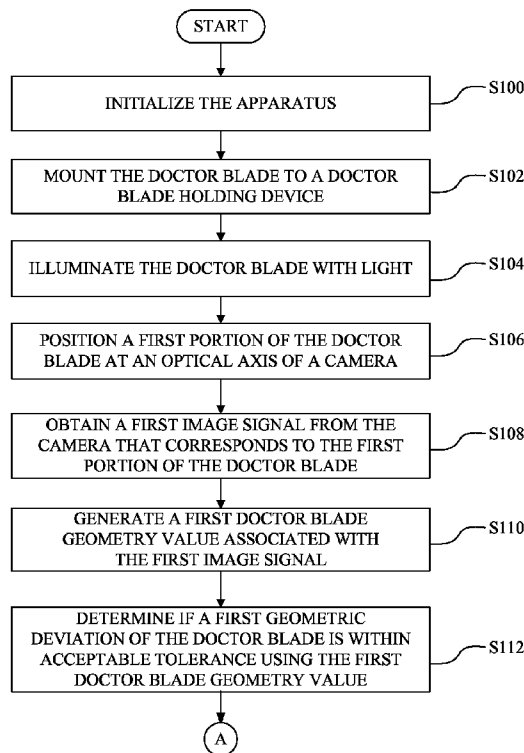 START
INITIALIZE THE APPARATUS
S100
MOUNT THE DOCTOR BLADE TO A DOCTOR
BLADE HOLDING DEVICE
S102
ILLUMINATE THE DOCTOR BLADE WITH LIGHT
S104
POSITION A FIRST PORTION OF THE DOCTOR
BLADE AT AN OPTICAL AXIS OF A CAMERA
S106
OBTAIN A FIRST IMAGE SIGNAL FROM THE
CAMERA THAT CORRESPONDS TO THE FIRST
PORTION OF THE DOCTOR BLADE
S108
GENERATE A FIRST DOCTOR BLADE
GEOMETRY VALUE ASSOCIATED WITH
THE FIRST IMAGE SIGNAL
S110
DETERMINE IF A FIRST GEOMETRIC
DEVIATION OF THE DOCTOR BLADE IS WITHIN
ACCEPTABLE TOLERANCE USING THE FIRST
DOCTOR BLADE GEOMETRY VALUE
S112
A